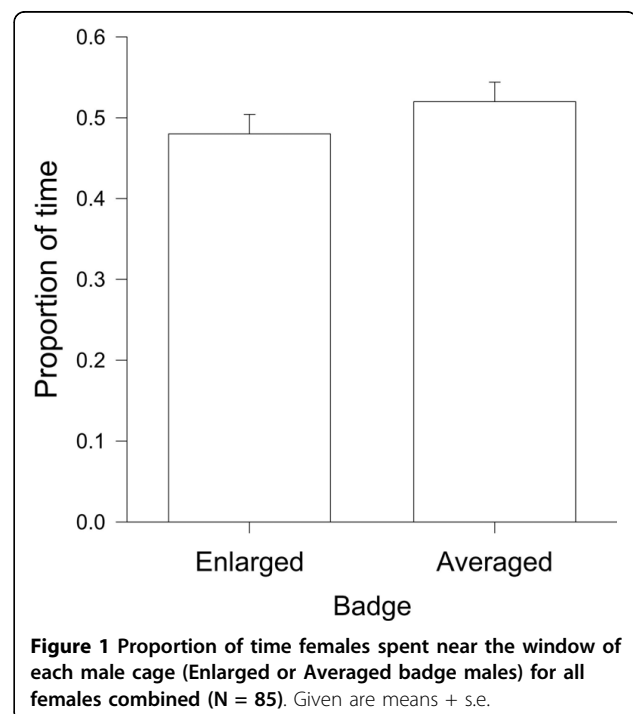 0.6
0.5
0.4
0.3
0.2
0.1
0.0
Proportion of time
Enlarged
Averaged
Badge
Figure 1 Proportion of time females spent near the window of
each male cage (Enlarged or Averaged badge males) for all
females combined (N = 85). Given are means + s.e.